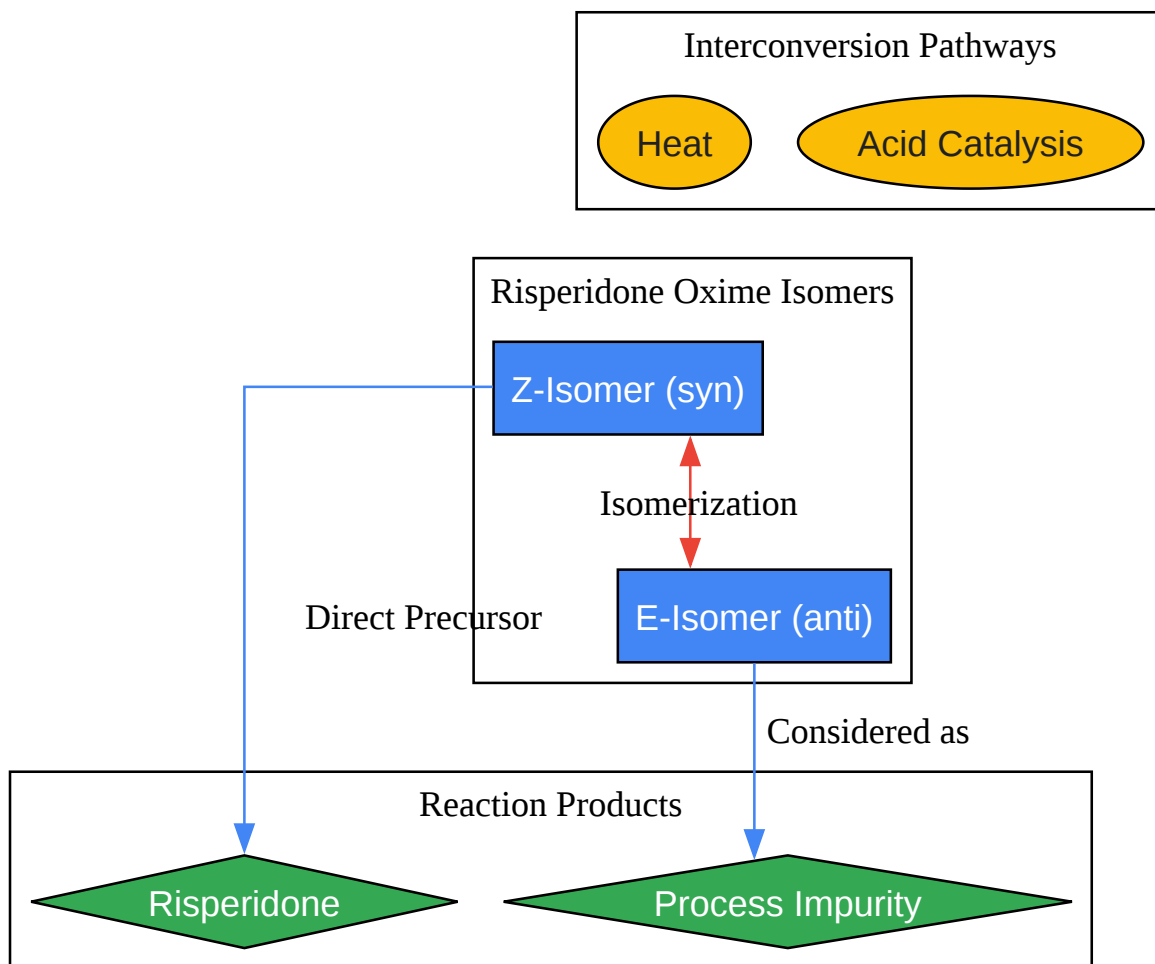 Interconversion Pathways
Heat
Acid Catalysis
Risperidone Oxime Isomers
Z-Isomer (syn)
Isomerization
Direct Precursor
E-Isomer (anti)
Considered as
Reaction Products
Risperidone
Process Impurity